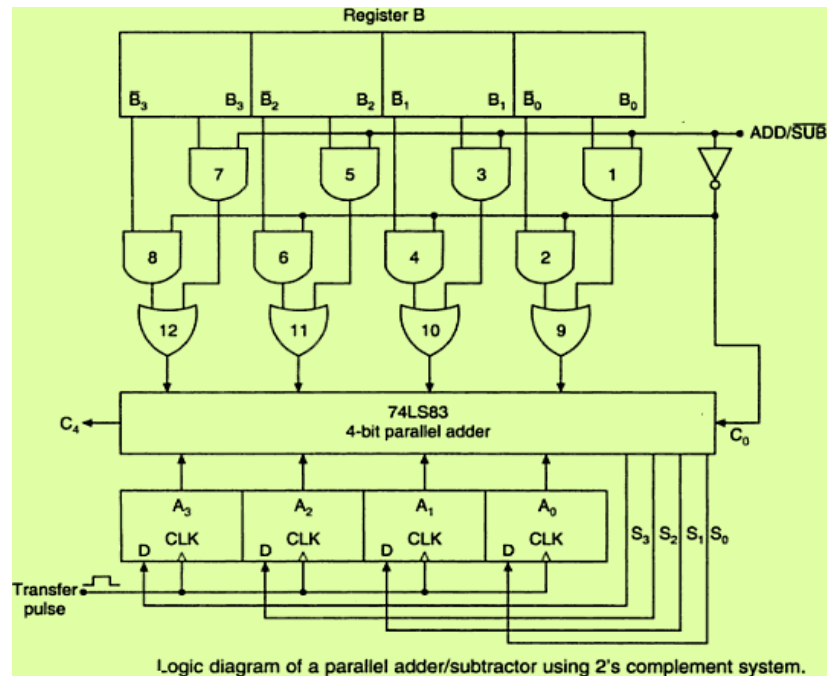 Register B
B̅₃ B₃ B̅₂ B₂ B̅₁ B₁ B̅₀ B₀
ADD/S̅U̅B̅
7 5 3 1
8 6 4 2
12 11 10 9
74LS83
4-bit parallel adder
C₄
C₀
A₃ A₂ A₁ A₀
CLK CLK CLK CLK
D D D D
S₃ S₂ S₁ S₀
Transfer
pulse
Logic diagram of a parallel adder/subtractor using 2's complement system.